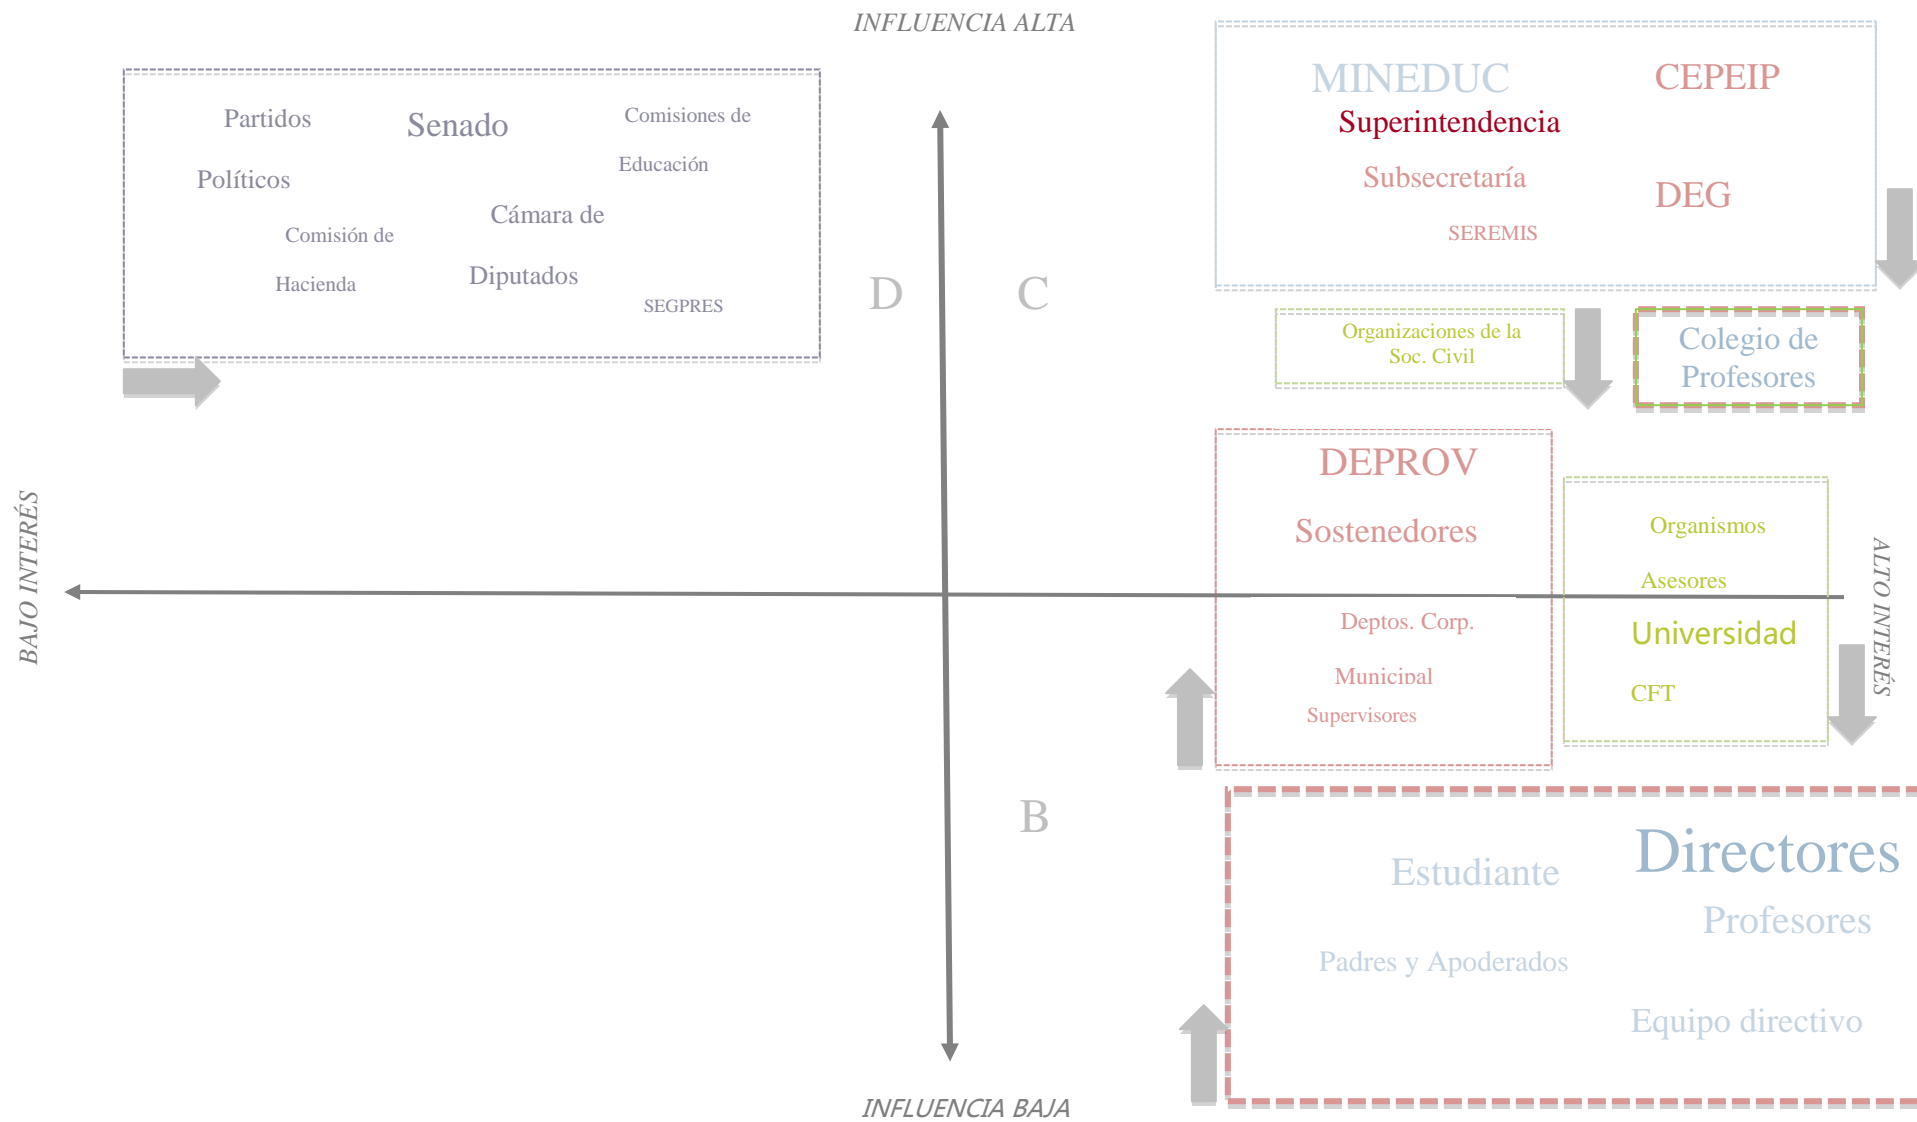 INFLUENCIA ALTA
Partidos
Políticos
Senado
Comisiones de
Educación
Comisión de
Hacienda
Cámara de
Diputados
SEGPRES
D
C
MINEDUC
Superintendencia
Subsecretaría
SEREMIS
CEPEIP
DEG
Organizaciones de la
Soc. Civil
Colegio de
Profesores
DEPROV
Sostenedores
Deptos. Corp.
Municipal
Supervisores
Organismos
Asesores
Universidad
CFT
BAJO INTERÉS
ALTO INTERÉS
B
Directores
Estudiante
Profesores
Padres y Apoderados
Equipo directivo
INFLUENCIA BAJA